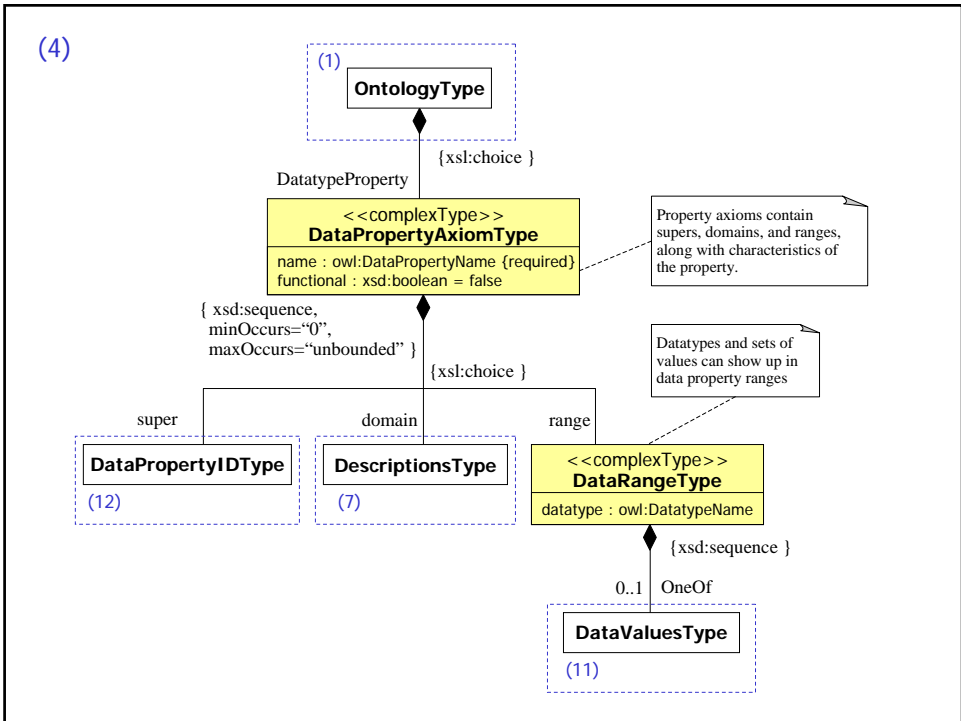 (4)
(1)
OntologyType
{xsl:choice }
DatatypeProperty
<<complexType>>
DataPropertyAxiomType
name : owl:DataPropertyName {required}
functional : xsd:boolean = false
Property axioms contain
supers, domains, and ranges,
along with characteristics of
the property.
{ xsd:sequence,
minOccurs=“0”,
maxOccurs=“unbounded” }
{xsl:choice }
Datatypes and sets of
values can show up in
data property ranges
super
domain
range
DataPropertyIDType
(12)
DescriptionsType
(7)
<<complexType>>
DataRangeType
datatype : owl:DatatypeName
{xsd:sequence }
0..1 OneOf
DataValuesType
(11)